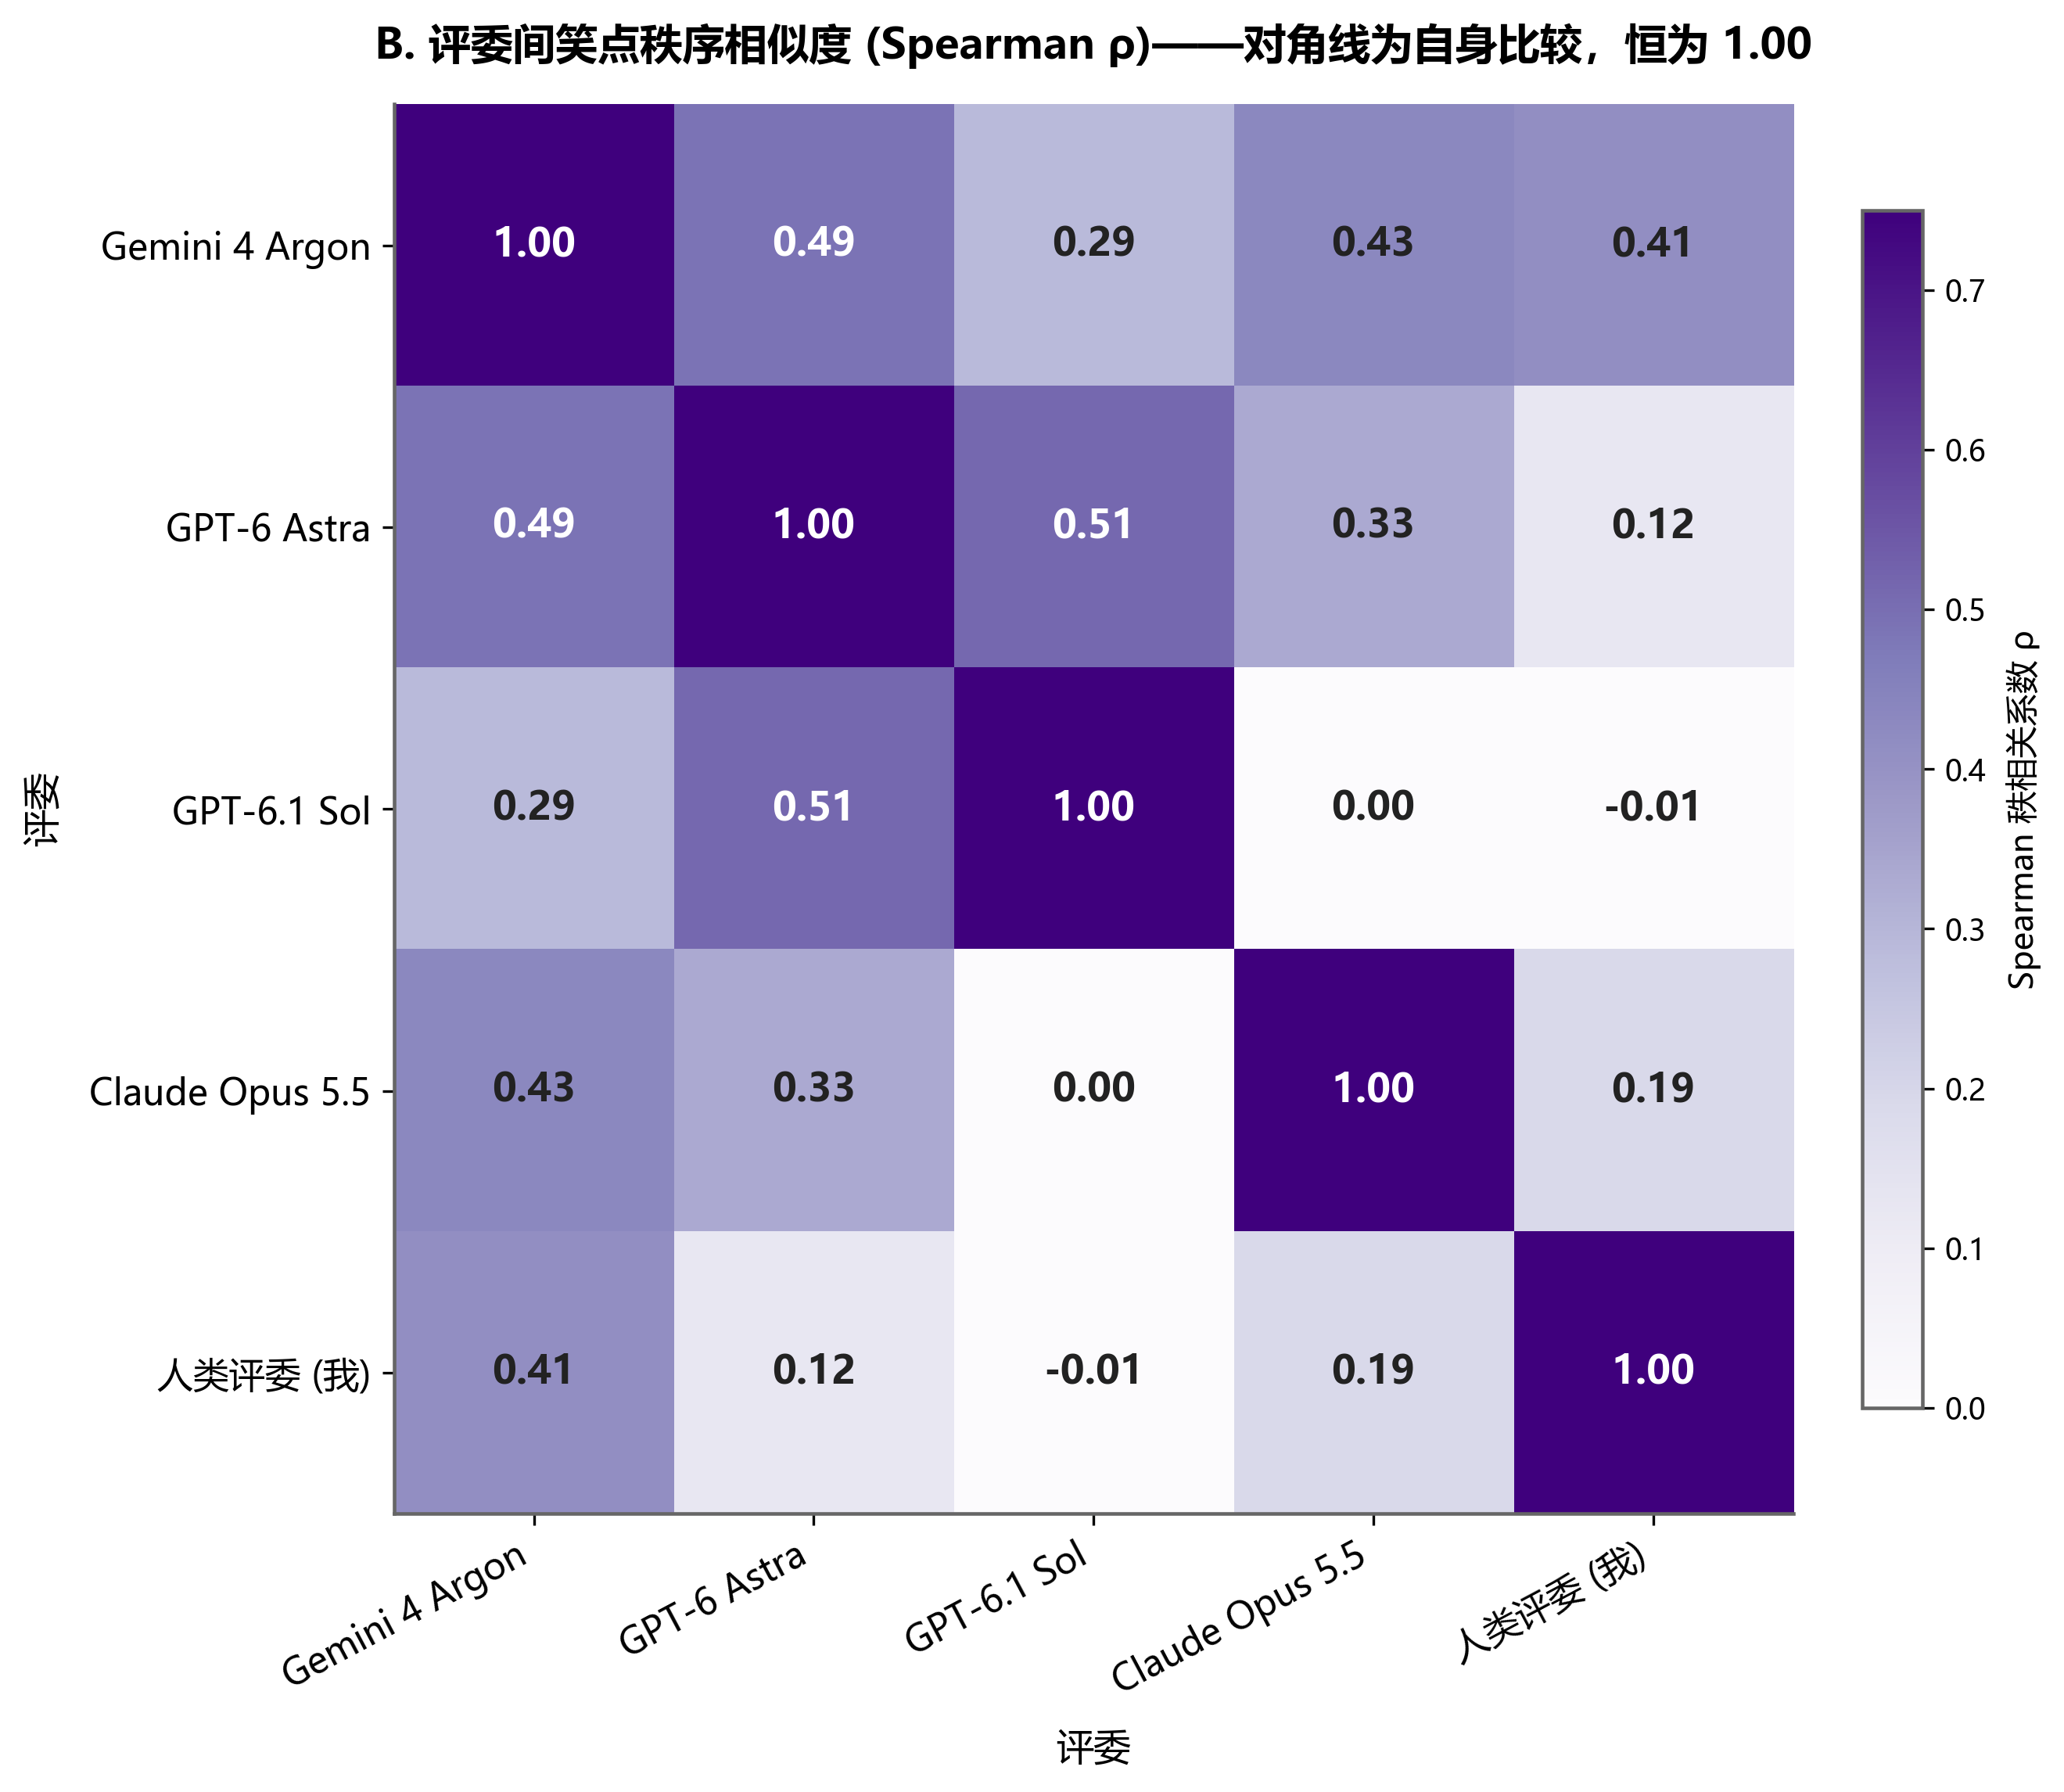 B. 评委间笑点秩序相似度 (Spearman ρ)——对角线为自身比较，恒为 1.00
评委
Gemini 4 Argon 1.00 0.49 0.29 0.43 0.41
GPT-6 Astra 0.49 1.00 0.51 0.33 0.12
GPT-6.1 Sol 0.29 0.51 1.00 0.00 -0.01
Claude Opus 5.5 0.43 0.33 0.00 1.00 0.19
人类评委 (我) 0.41 0.12 -0.01 0.19 1.00
Gemini 4 Argon GPT-6 Astra GPT-6.1 Sol Claude Opus 5.5 人类评委 (我)
评委
0.7
0.6
0.5
0.4
0.3
0.2
0.1
0.0
Spearman 秩相关系数 ρ